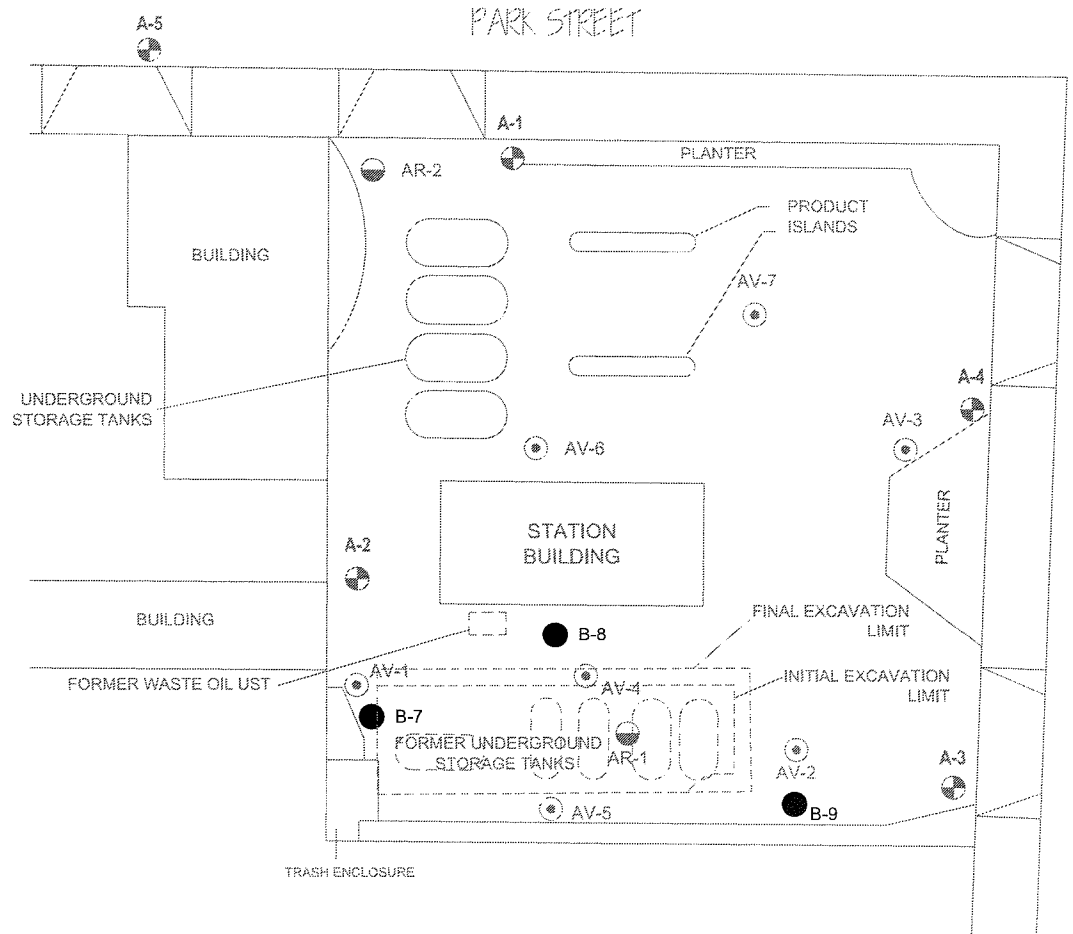 PARK STREET
A-5
A-1
PLANTER
AR-2
PRODUCT
ISLANDS
BUILDING
AV-7
A-4
UNDERGROUND
STORAGE TANKS
AV-3
AV-6
PLANTER
STATION
BUILDING
A-2
FINAL EXCAVATION
LIMIT
BUILDING
B-8
AV-1
FORMER WASTE OIL UST
AV-4
INITIAL EXCAVATION
LIMIT
B-7
FORMER UNDERGROUND
STORAGE TANKS
AR-1
AV-2
A-3
AV-5
B-9
TRASH ENCLOSURE